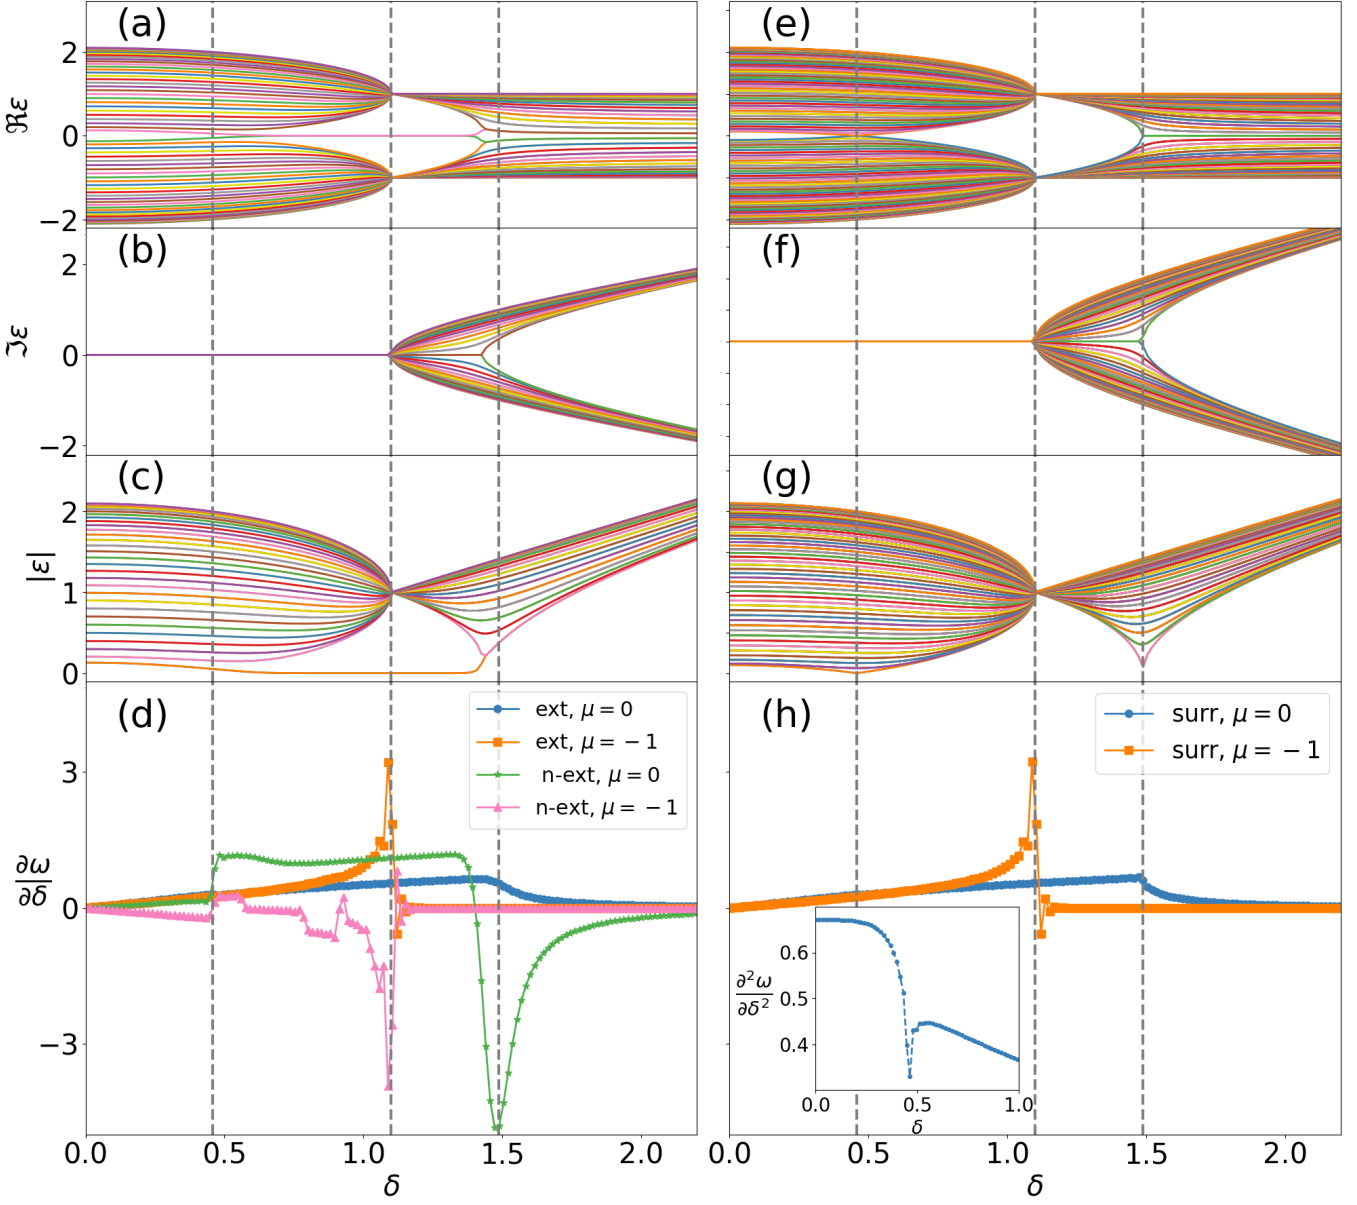 (a)
ℜε
2
0
−2
(b)
ℑε
2
0
−2
(c)
|ε|
2
1
0
(d)
ext, μ = 0
ext, μ = −1
n-ext, μ = 0
n-ext, μ = −1
∂ω
∂δ
3
0
−3
0.0 0.5 1.0 1.5 2.0
δ
(e)
(f)
(g)
(h)
surr, μ = 0
surr, μ = −1
∂²ω
∂δ²
0.6
0.5
0.4
0.0 0.5 1.0
δ
0.0 0.5 1.0 1.5 2.0
δ